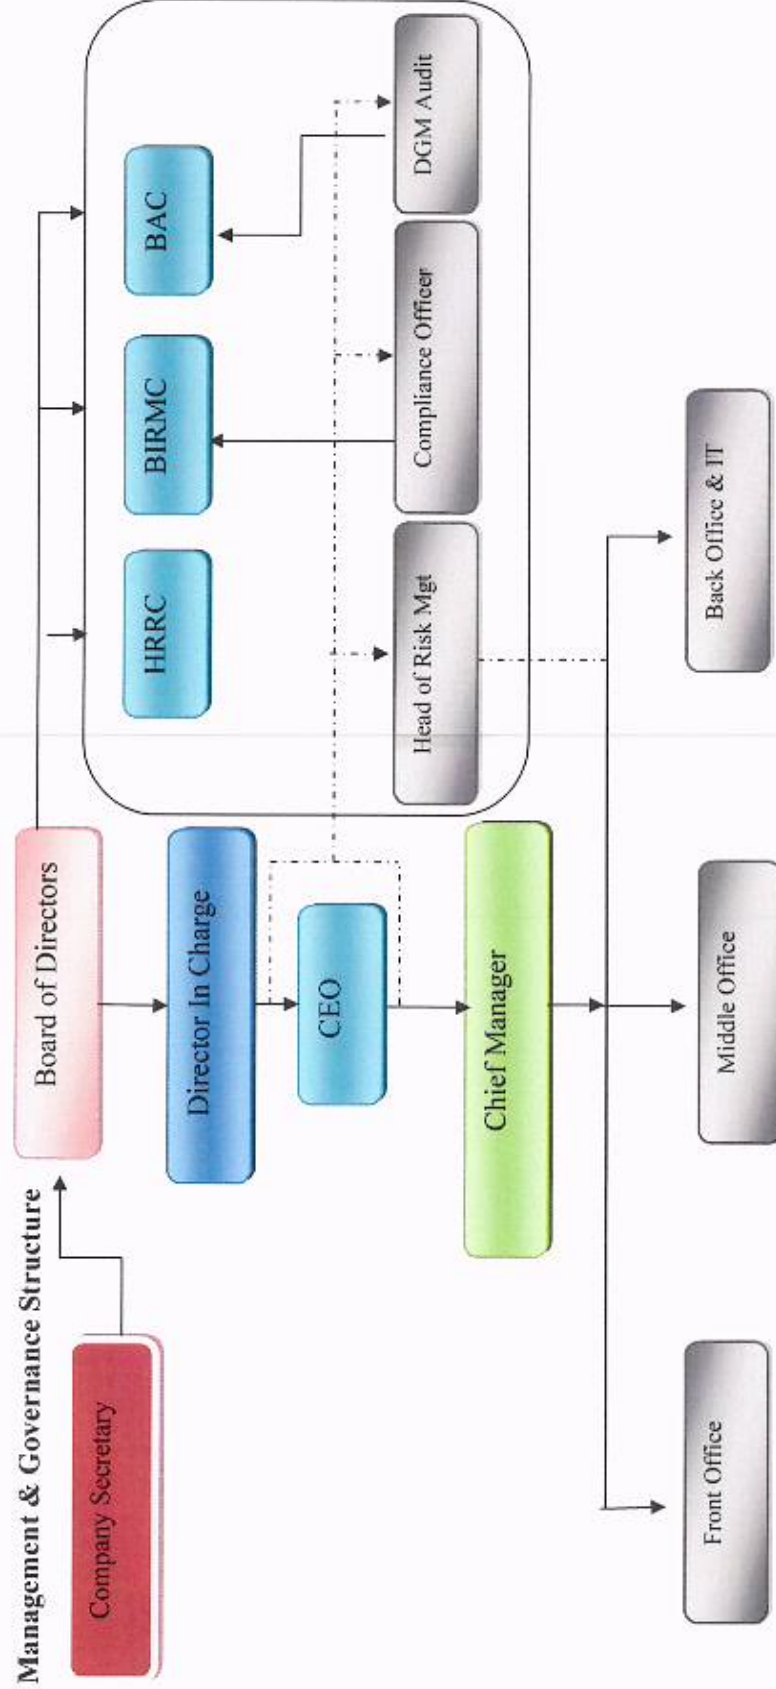 Management & Governance Structure
Company Secretary
Board of Directors
Director In Charge
CEO
Chief Manager
HRRC
BIRMC
BAC
Head of Risk Mgt
Compliance Officer
DGM Audit
Front Office
Middle Office
Back Office & IT